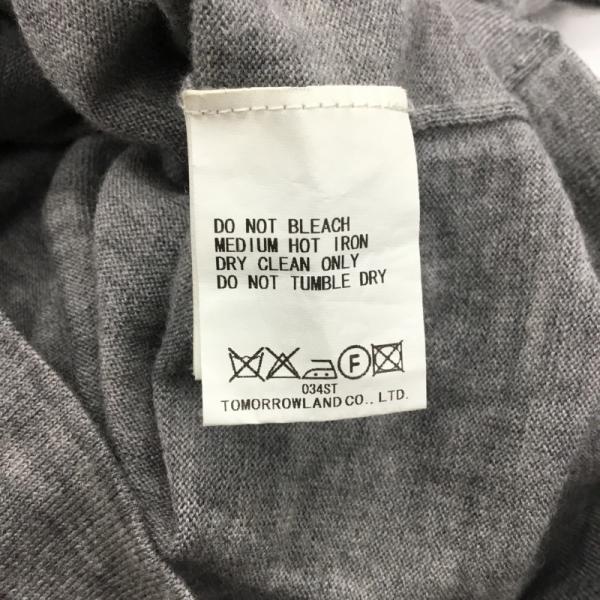 DO NOT BLEACH
MEDIUM HOT IRON
DRY CLEAN ONLY
DO NOT TUMBLE DRY
F
034ST
TOMORROWLAND CO., LTD.